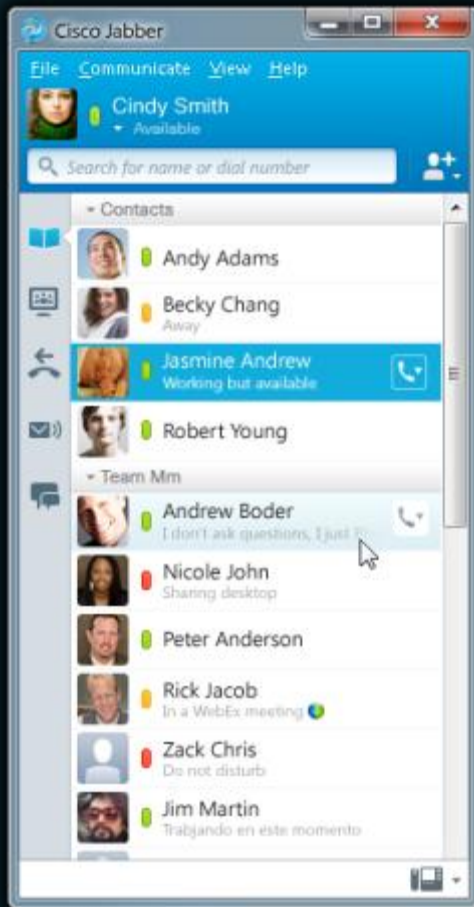 Cisco Jabber
File Communicate View Help
Cindy Smith
Available
Search for name or dial number
Contacts
Andy Adams
Becky Chang
Away
Jasmine Andrew
Working but available
Robert Young
Team Mm
Andrew Boder
I don't ask questions, I just
Nicole John
Sharing desktop
Peter Anderson
Rick Jacob
In a WebEx meeting
Zack Chris
Do not disturb
Jim Martin
Trabjando en este momento